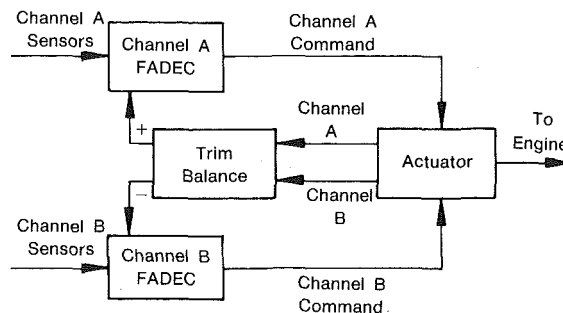 Channel A
Sensors
Channel A
FADEC
Channel A
Command
+
Channel
A
Trim
Balance
Actuator
To
Engine
−
Channel
B
Channel B
Sensors
Channel B
FADEC
Channel B
Command